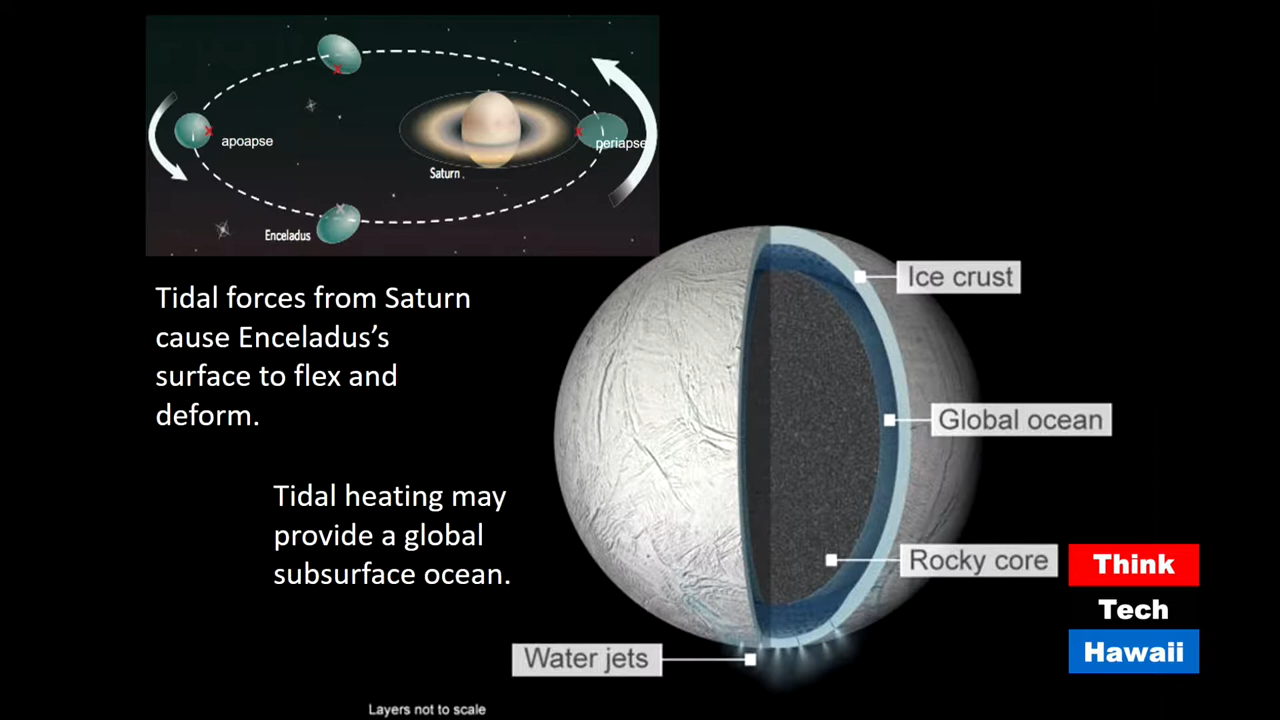 apoapse
periapse
Saturn
Enceladus
Tidal forces from Saturn
cause Enceladus’s
surface to flex and
deform.
Tidal heating may
provide a global
subsurface ocean.
Ice crust
Global ocean
Rocky core
Water jets
Layers not to scale
Think
Tech
Hawaii